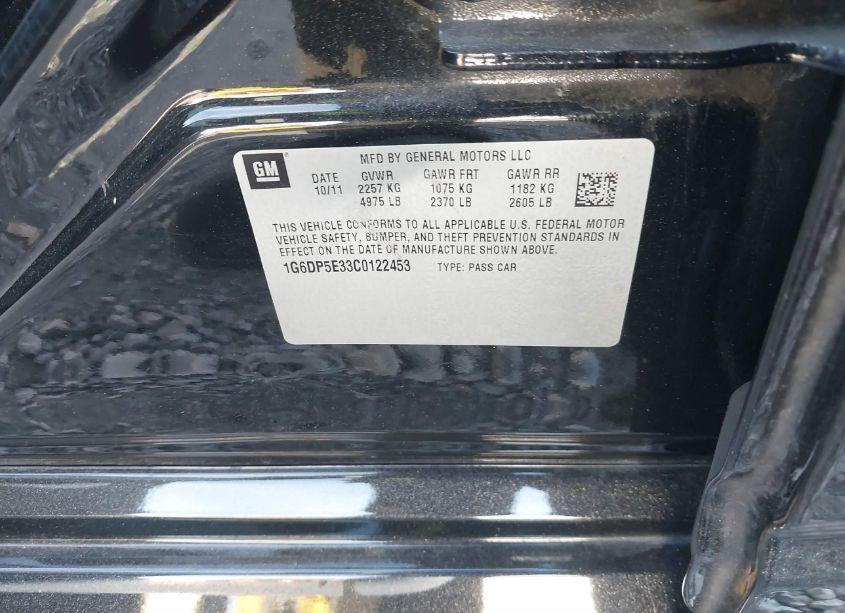 GM
MFD BY GENERAL MOTORS LLC
DATE GVWR GAWR FRT GAWR RR
10/11 2257 KG 1075 KG 1182 KG
4975 LB 2370 LB 2605 LB
THIS VEHICLE CONFORMS TO ALL APPLICABLE U.S. FEDERAL MOTOR
VEHICLE SAFETY, BUMPER, AND THEFT PREVENTION STANDARDS IN
EFFECT ON THE DATE OF MANUFACTURE SHOWN ABOVE.
1G6DP5E33C0122453 TYPE: PASS CAR